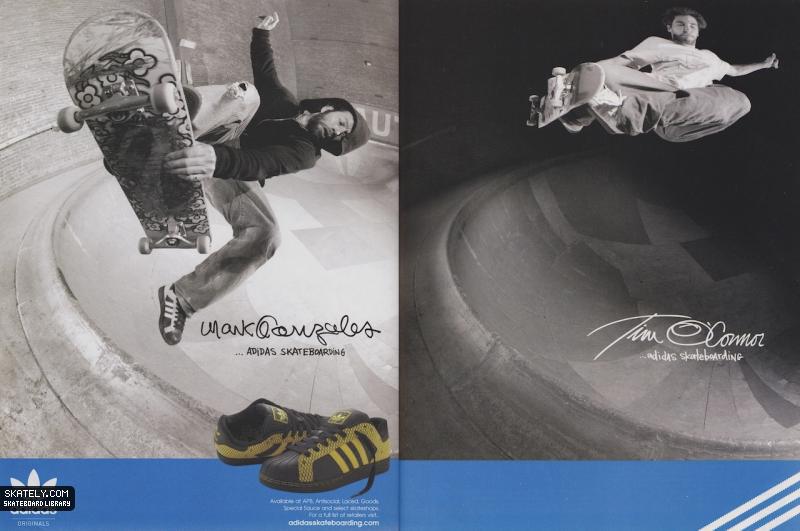 UT
Mark Gonzales
... ADIDAS SKATEBOARDING
Tim O'Connor
...adidas skateboarding
SKATELY.COM
SKATEBOARD LIBRARY
adidas
ORIGINALS
Available at APB, Antisocial, Laced, Goods,
Special Sauce and select skateshops.
For a full list of retailers visit...
adidasskateboarding.com